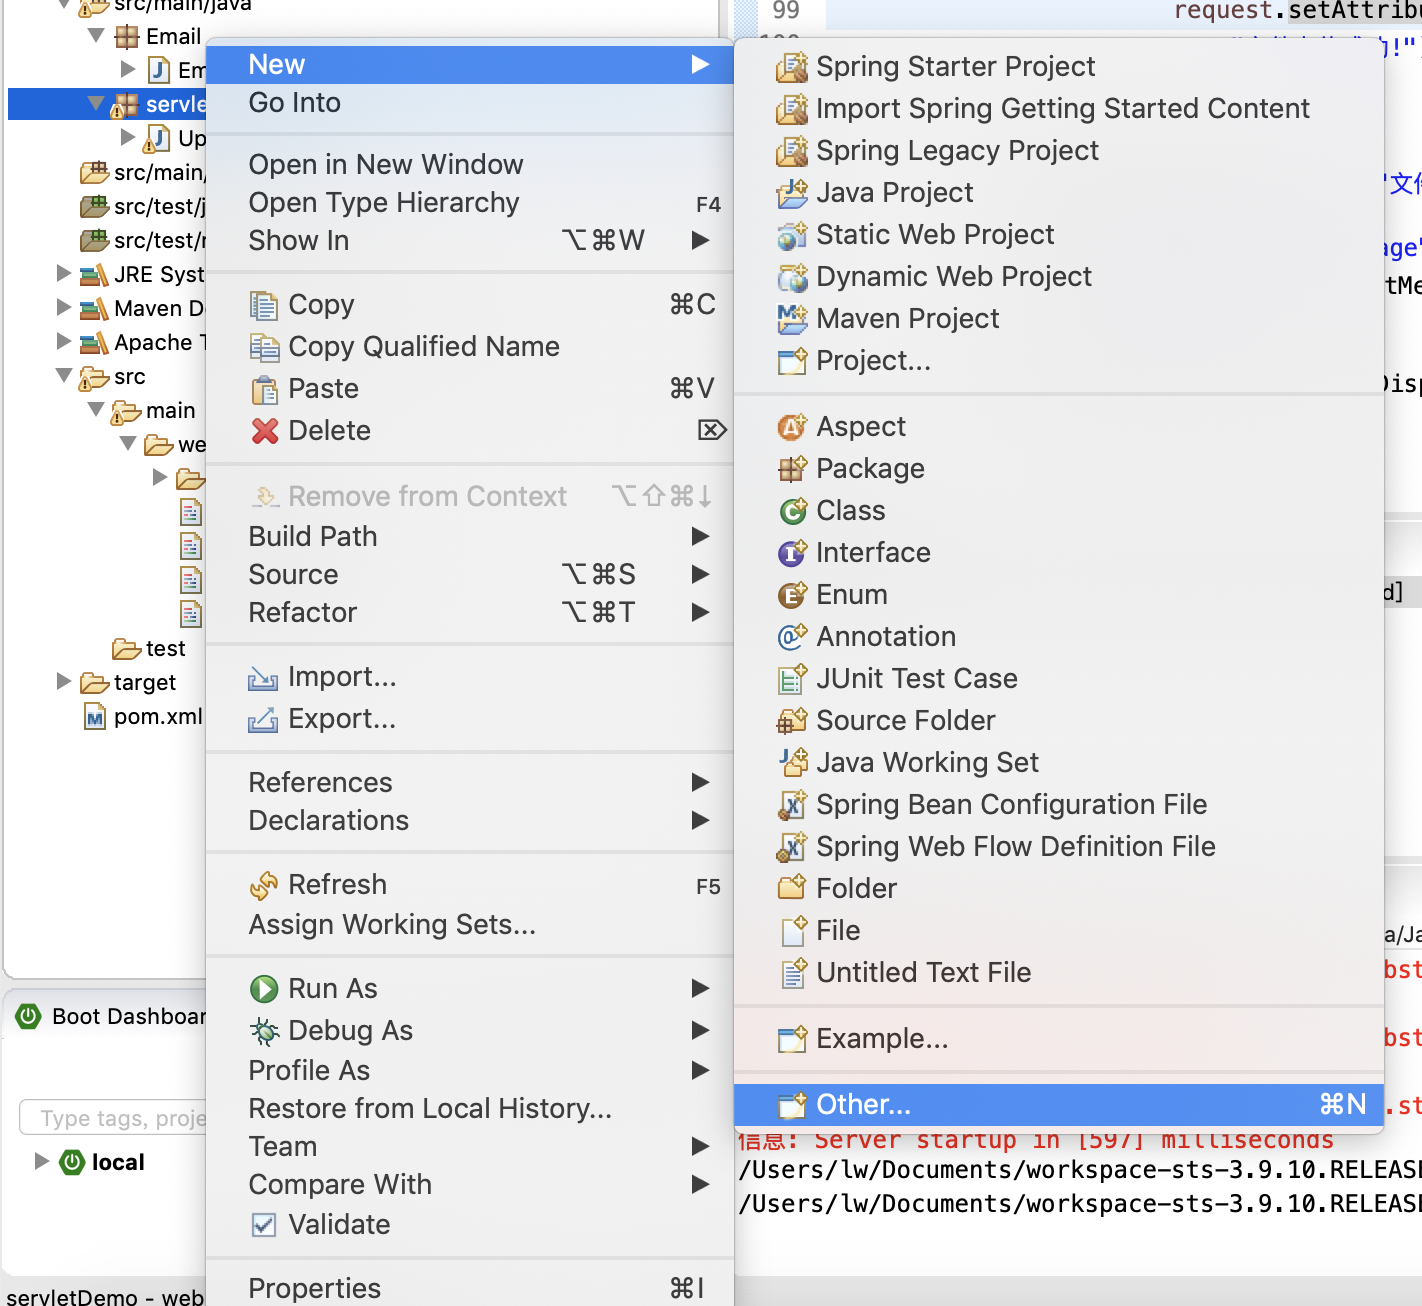 src/main/java
Email
Em
servle
Up
src/main/
src/test/j
src/test/r
JRE Syst
Maven D
Apache T
src
main
we
test
target
pom.xml
Boot Dashboar
Type tags, proje
local
servletDemo - web
New
Go Into
Open in New Window
Open Type Hierarchy F4
Show In ⌥⌘W
Copy ⌘C
Copy Qualified Name
Paste ⌘V
Delete ⌦
Remove from Context ⌥⇧⌘↓
Build Path
Source ⌥⌘S
Refactor ⌥⌘T
Import...
Export...
References
Declarations
Refresh F5
Assign Working Sets...
Run As
Debug As
Profile As
Restore from Local History...
Team
Compare With
Validate
Properties ⌘I
Spring Starter Project
Import Spring Getting Started Content
Spring Legacy Project
Java Project
Static Web Project
Dynamic Web Project
Maven Project
Project...
Aspect
Package
Class
Interface
Enum
Annotation
JUnit Test Case
Source Folder
Java Working Set
Spring Bean Configuration File
Spring Web Flow Definition File
Folder
File
Untitled Text File
Example...
Other... ⌘N
99 request.setAttribu
"文件
age"
tMe
Disp
d]
a/Ja
bst
bst
.st
信息: Server startup in [597] milliseconds
/Users/lw/Documents/workspace-sts-3.9.10.RELEASE
/Users/lw/Documents/workspace-sts-3.9.10.RELEASE